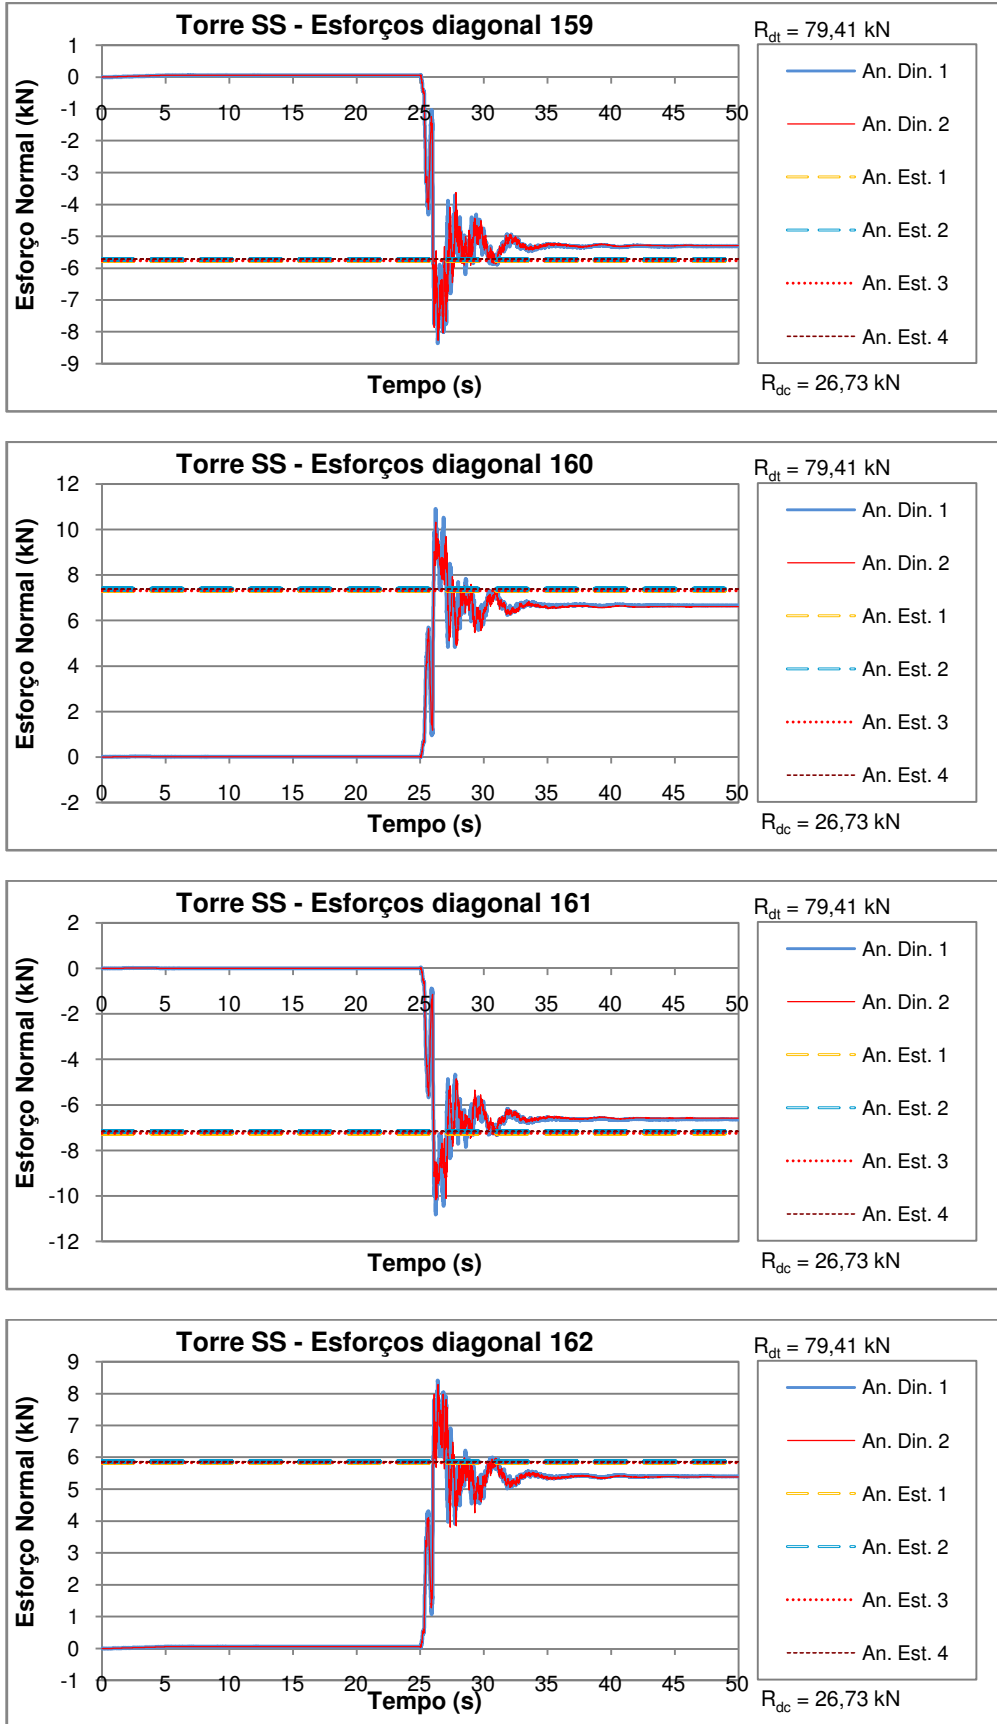 Torre SS - Esforços diagonal 159
R_dt = 79,41 kN
Esforço Normal (kN)
1
0
-1
-2
-3
-4
-5
-6
-7
-8
-9
0 5 10 15 20 25 30 35 40 45 50
Tempo (s)
An. Din. 1
An. Din. 2
An. Est. 1
An. Est. 2
An. Est. 3
An. Est. 4
R_dc = 26,73 kN
Torre SS - Esforços diagonal 160
R_dt = 79,41 kN
Esforço Normal (kN)
12
10
8
6
4
2
0
-2
0 5 10 15 20 25 30 35 40 45 50
Tempo (s)
An. Din. 1
An. Din. 2
An. Est. 1
An. Est. 2
An. Est. 3
An. Est. 4
R_dc = 26,73 kN
Torre SS - Esforços diagonal 161
R_dt = 79,41 kN
Esforço Normal (kN)
2
0
-2
-4
-6
-8
-10
-12
0 5 10 15 20 25 30 35 40 45 50
Tempo (s)
An. Din. 1
An. Din. 2
An. Est. 1
An. Est. 2
An. Est. 3
An. Est. 4
R_dc = 26,73 kN
Torre SS - Esforços diagonal 162
R_dt = 79,41 kN
Esforço Normal (kN)
9
8
7
6
5
4
3
2
1
0
-1
0 5 10 15 20 25 30 35 40 45 50
Tempo (s)
An. Din. 1
An. Din. 2
An. Est. 1
An. Est. 2
An. Est. 3
An. Est. 4
R_dc = 26,73 kN